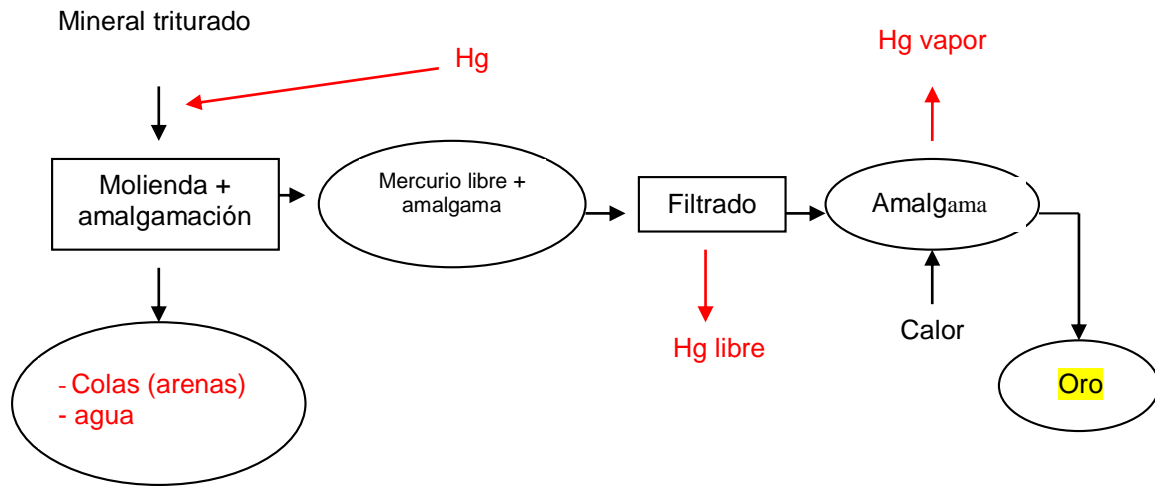 Mineral triturado
Hg
Hg vapor
Molienda +
amalgamación
Mercurio libre +
amalgama
Filtrado
Amalgama
Hg libre
Calor
- Colas (arenas)
- agua
Oro